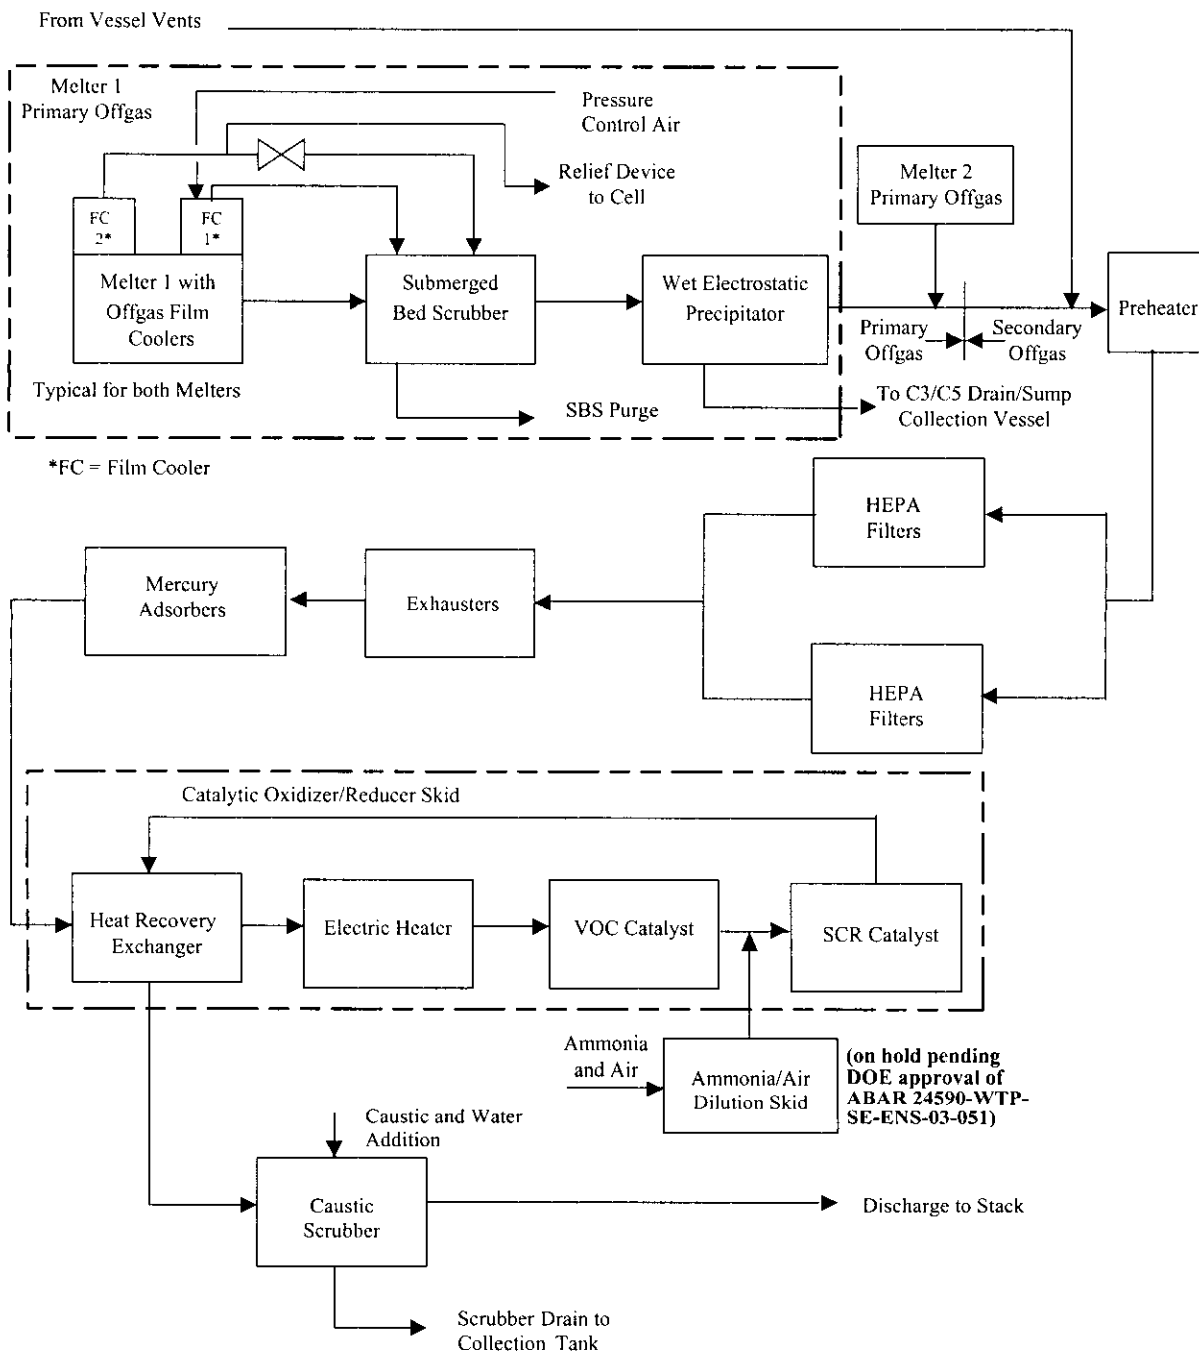 From Vessel Vents
Melter 1
Primary Offgas
Pressure
Control Air
Relief Device
to Cell
Melter 2
Primary Offgas
FC
2*
FC
1*
Melter 1 with
Offgas Film
Coolers
Submerged
Bed Scrubber
Wet Electrostatic
Precipitator
Primary
Offgas
Secondary
Offgas
Preheater
Typical for both Melters
SBS Purge
To C3/C5 Drain/Sump
Collection Vessel
*FC = Film Cooler
HEPA
Filters
Mercury
Adsorbers
Exhausters
HEPA
Filters
Catalytic Oxidizer/Reducer Skid
Heat Recovery
Exchanger
Electric Heater
VOC Catalyst
SCR Catalyst
Ammonia
and Air
Ammonia/Air
Dilution Skid
(on hold pending
DOE approval of
ABAR 24590-WTP-
SE-ENS-03-051)
Caustic and Water
Addition
Caustic
Scrubber
Discharge to Stack
Scrubber Drain to
Collection Tank